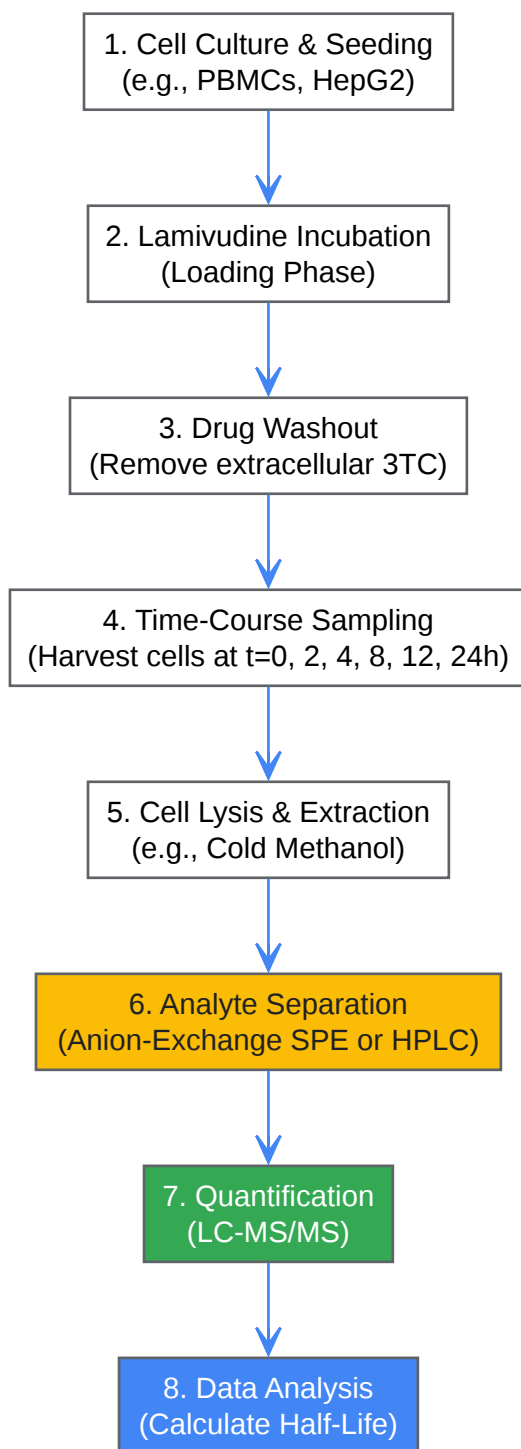 1. Cell Culture & Seeding
(e.g., PBMCs, HepG2)
2. Lamivudine Incubation
(Loading Phase)
3. Drug Washout
(Remove extracellular 3TC)
4. Time-Course Sampling
(Harvest cells at t=0, 2, 4, 8, 12, 24h)
5. Cell Lysis & Extraction
(e.g., Cold Methanol)
6. Analyte Separation
(Anion-Exchange SPE or HPLC)
7. Quantification
(LC-MS/MS)
8. Data Analysis
(Calculate Half-Life)